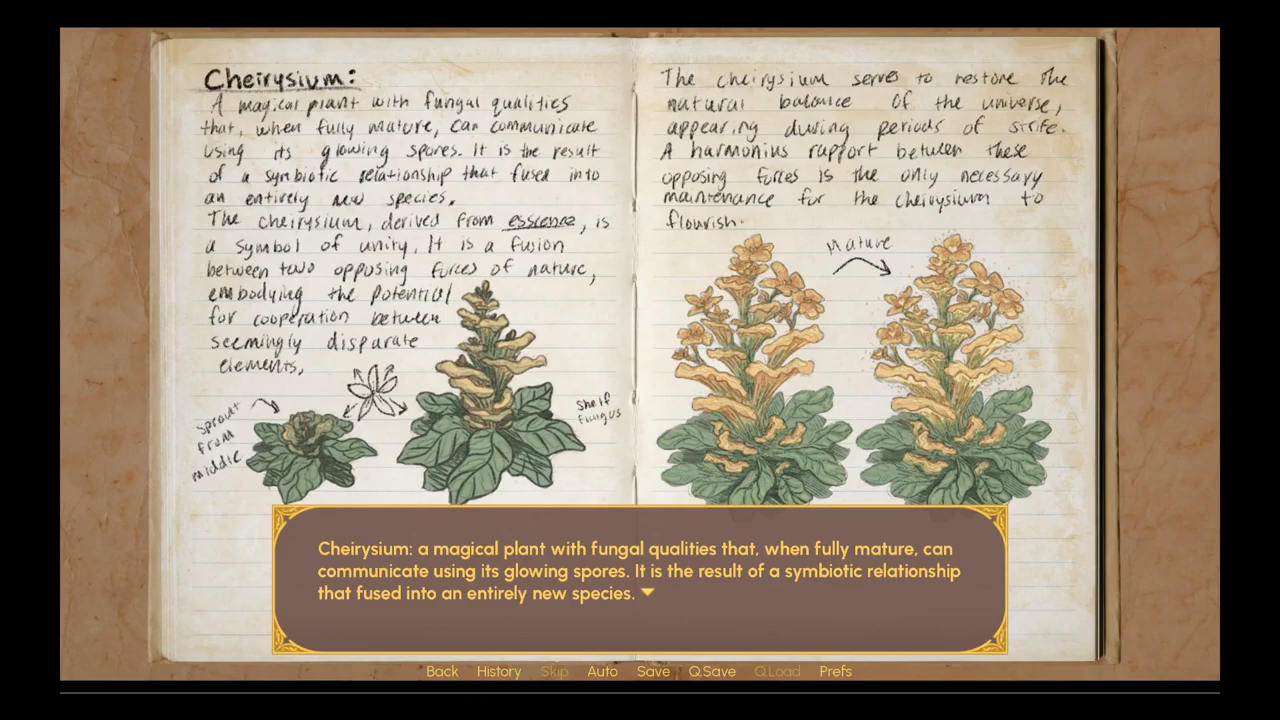 Cheirysium:
A magical plant with fungal qualities
that, when fully mature, can communicate
using its glowing spores. It is the result
of a symbiotic relationship that fused into
an entirely new species.
The cheirysium, derived from essence, is
a symbol of unity. It is a fusion
between two opposing forces of nature,
embodying the potential
for cooperation between
seemingly disparate
elements.
sprout
from
middle
shelf
fungus
The cheirysium serves to restore the
natural balance of the universe,
appearing during periods of strife.
A harmonius rapport between these
opposing forces is the only necessary
maintenance for the cheirysium to
flourish.
Mature
Cheirysium: a magical plant with fungal qualities that, when fully mature, can
communicate using its glowing spores. It is the result of a symbiotic relationship
that fused into an entirely new species.
Back History Skip Auto Save Q.Save Q.Load Prefs